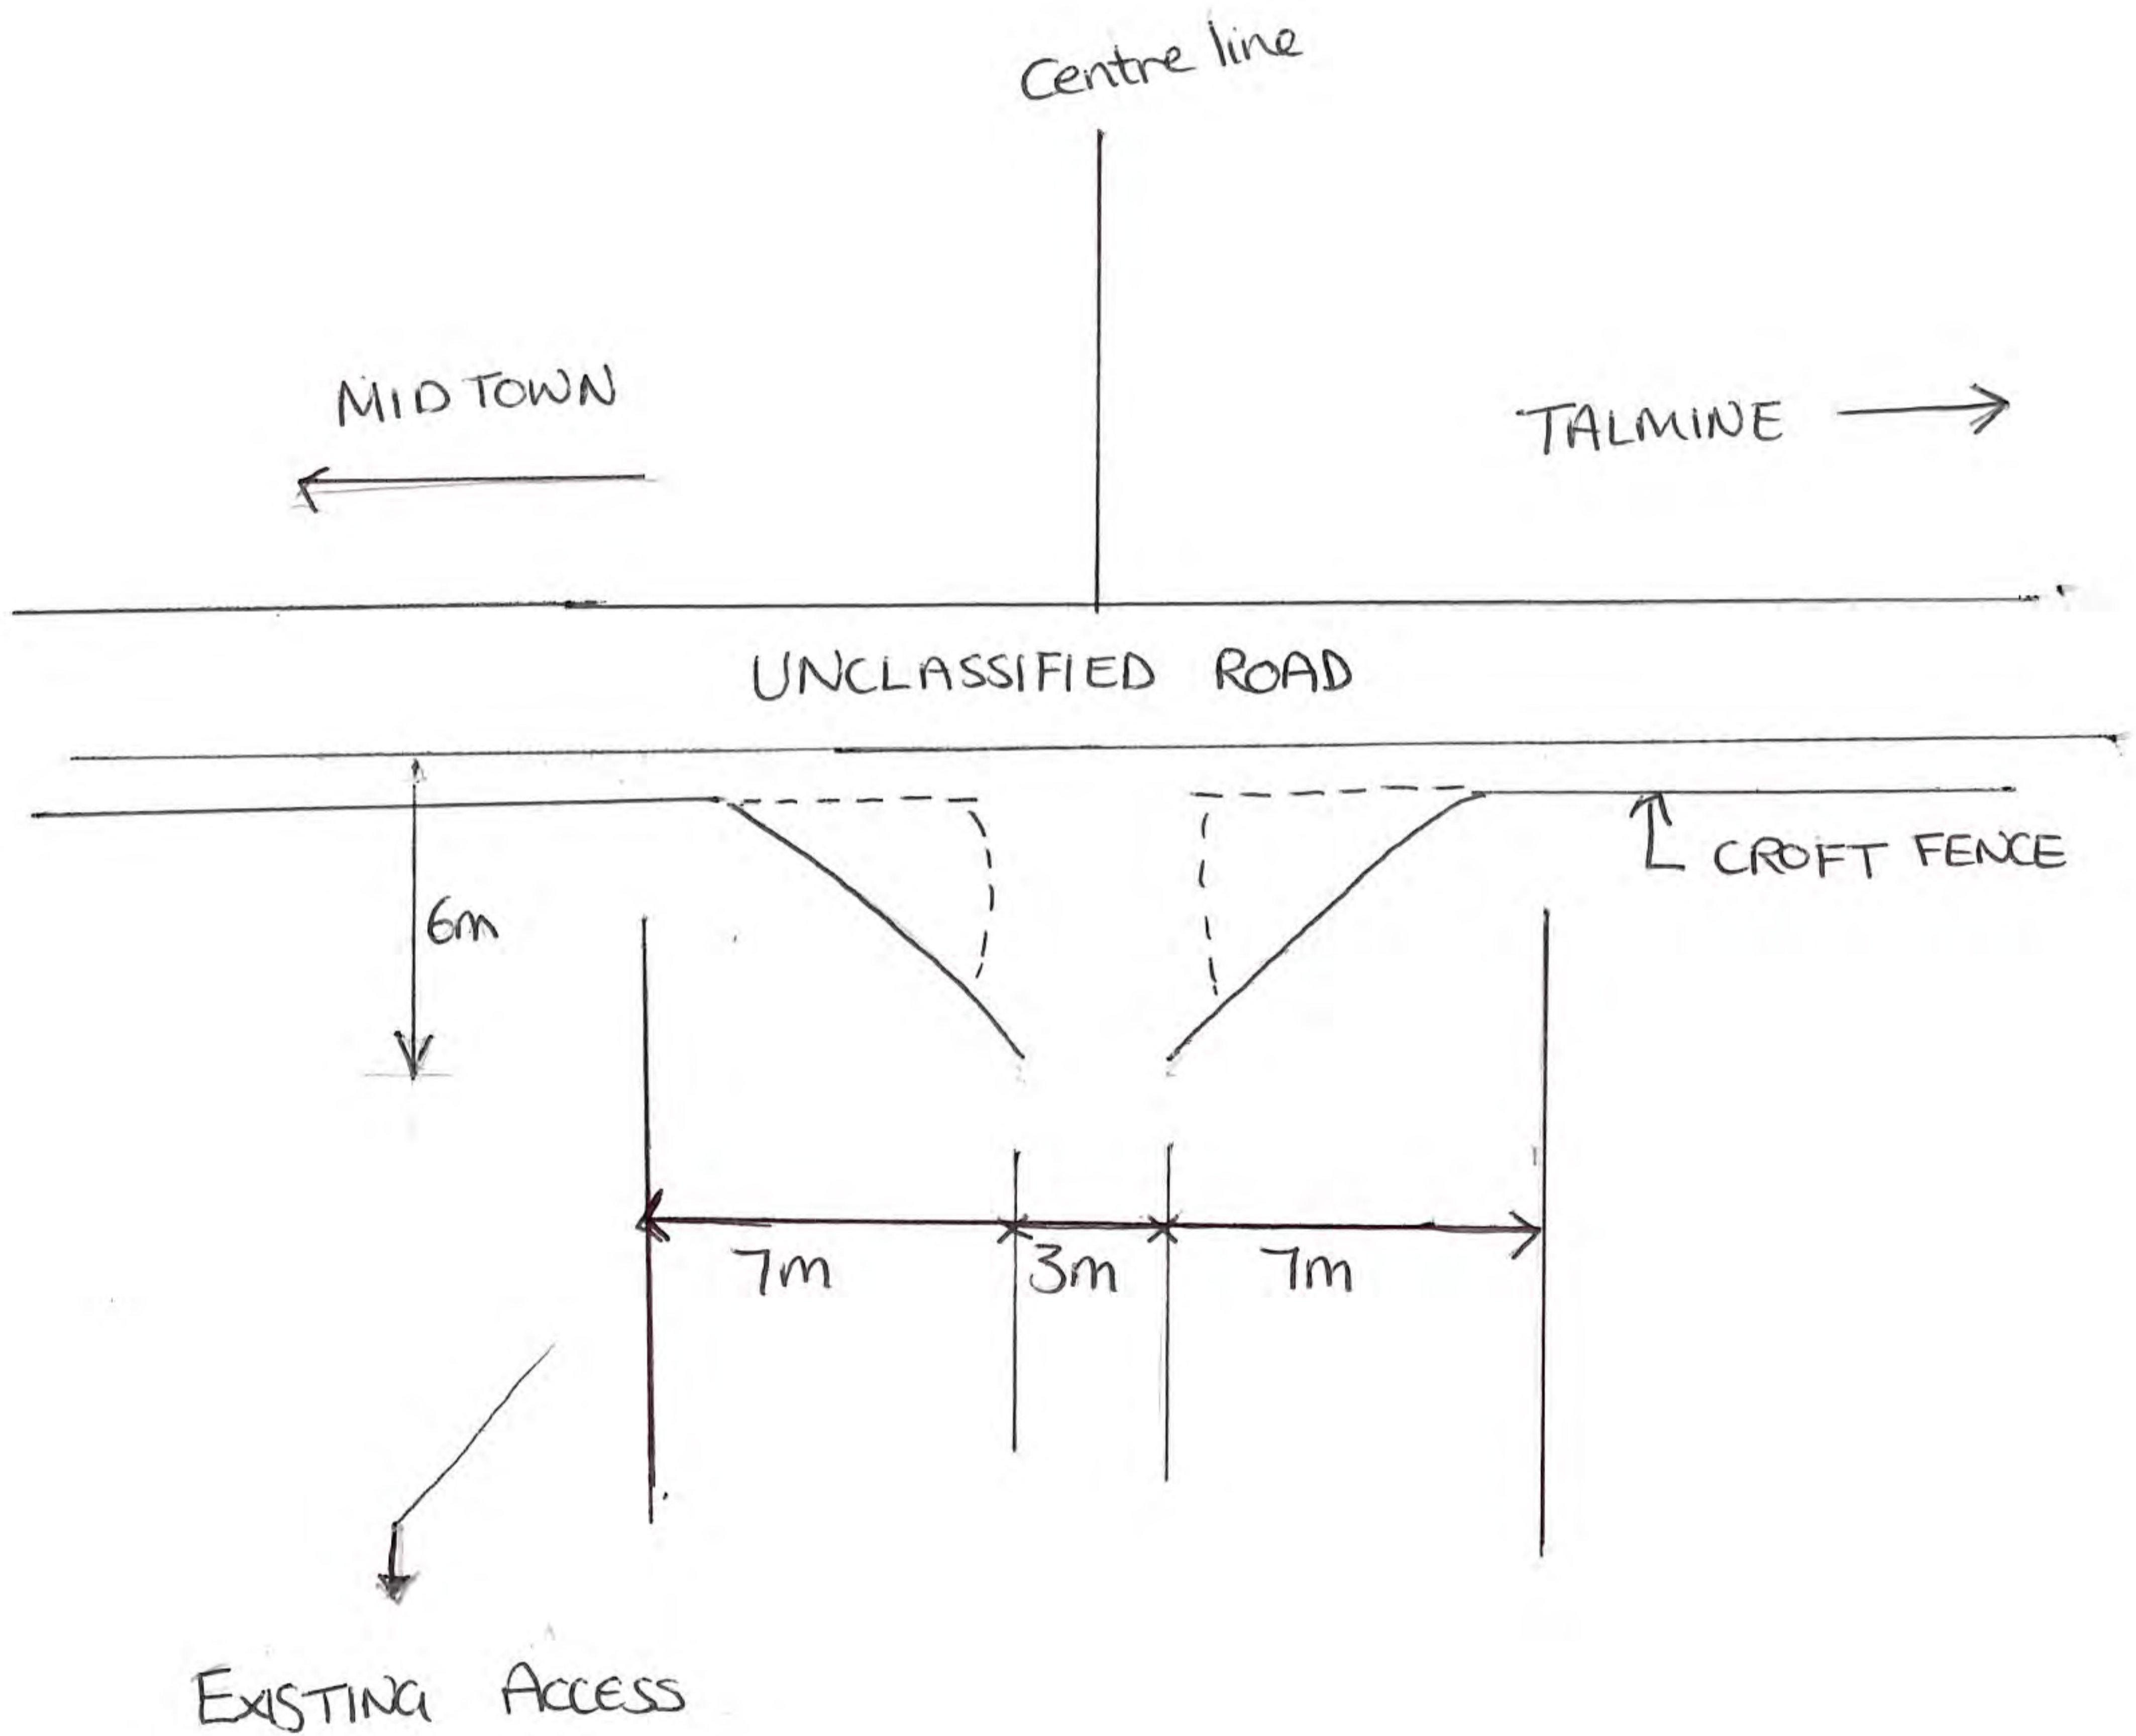 Centre line
MIDTOWN
TALMINE
UNCLASSIFIED ROAD
CROFT FENCE
6m
7m
3m
7m
EXISTING ACCESS